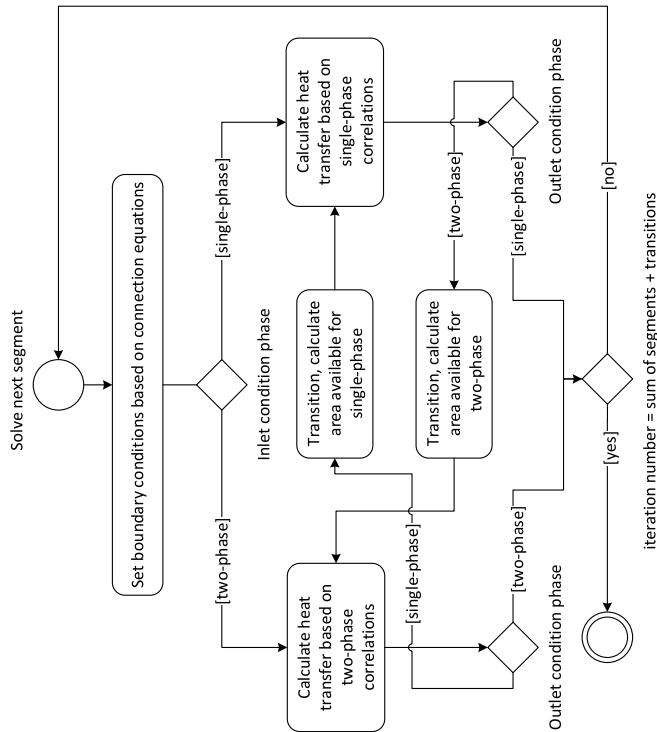 Solve next segment
Set boundary conditions based on connection equations
[two-phase]
[single-phase]
Inlet condition phase
Calculate heat
transfer based on
two-phase
correlations
Transition, calculate
area available for
single-phase
Calculate heat
transfer based on
single-phase
correlations
[single-phase]
Transition, calculate
area available for
two-phase
[two-phase]
[two-phase]
[single-phase]
Outlet condition phase
Outlet condition phase
[yes]
[no]
iteration number = sum of segments + transitions